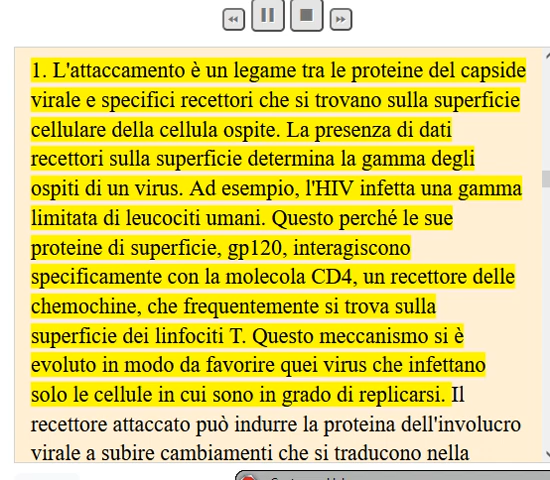 1. L'attaccamento è un legame tra le proteine del capside
virale e specifici recettori che si trovano sulla superficie
cellulare della cellula ospite. La presenza di dati
recettori sulla superficie determina la gamma degli
ospiti di un virus. Ad esempio, l'HIV infetta una gamma
limitata di leucociti umani. Questo perché le sue
proteine di superficie, gp120, interagiscono
specificamente con la molecola CD4, un recettore delle
chemochine, che frequentemente si trova sulla
superficie dei linfociti T. Questo meccanismo si è
evoluto in modo da favorire quei virus che infettano
solo le cellule in cui sono in grado di replicarsi. Il
recettore attaccato può indurre la proteina dell'involucro
virale a subire cambiamenti che si traducono nella